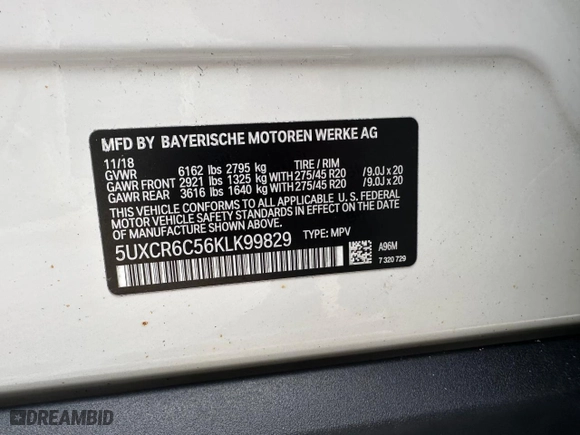 MFD BY BAYERISCHE MOTOREN WERKE AG
11/18
GVWR 6162 lbs 2795 kg TIRE / RIM
GAWR FRONT 2921 lbs 1325 kg WITH 275/45 R20 / 9.0J x 20
GAWR REAR 3616 lbs 1640 kg WITH 275/45 R20 / 9.0J x 20
THIS VEHICLE CONFORMS TO ALL APPLICABLE U. S. FEDERAL
MOTOR VEHICLE SAFETY STANDARDS IN EFFECT ON THE DATE OF
MANUFACTURE SHOWN ABOVE.
5UXCR6C56KLK99829 TYPE: MPV
A96M
7 320 729
DREAMBID